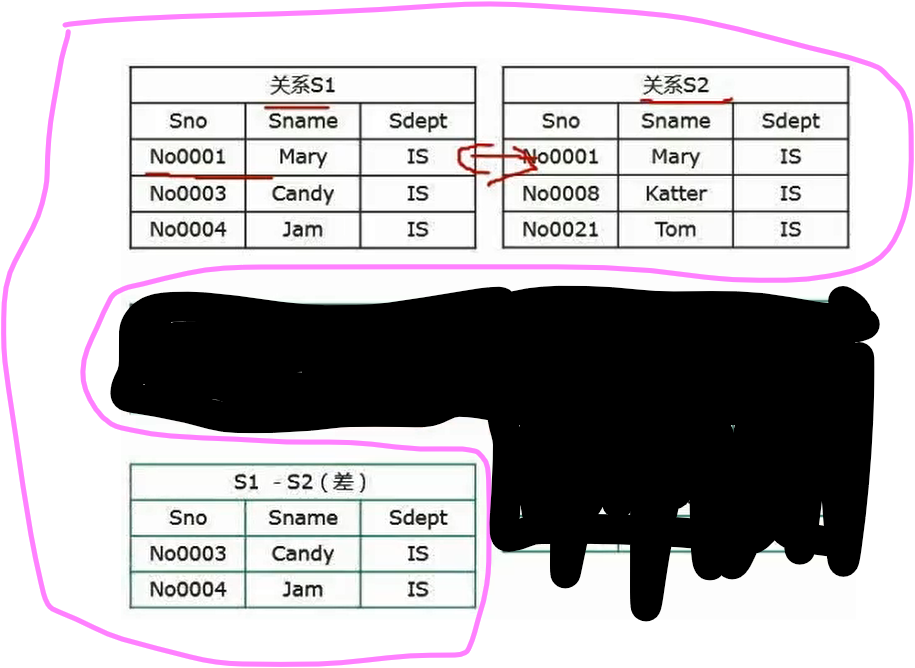 关系S1
Sno Sname Sdept
No0001 Mary IS
No0003 Candy IS
No0004 Jam IS
关系S2
Sno Sname Sdept
No0001 Mary IS
No0008 Katter IS
No0021 Tom IS
S1 - S2 ( 差 )
Sno Sname Sdept
No0003 Candy IS
No0004 Jam IS